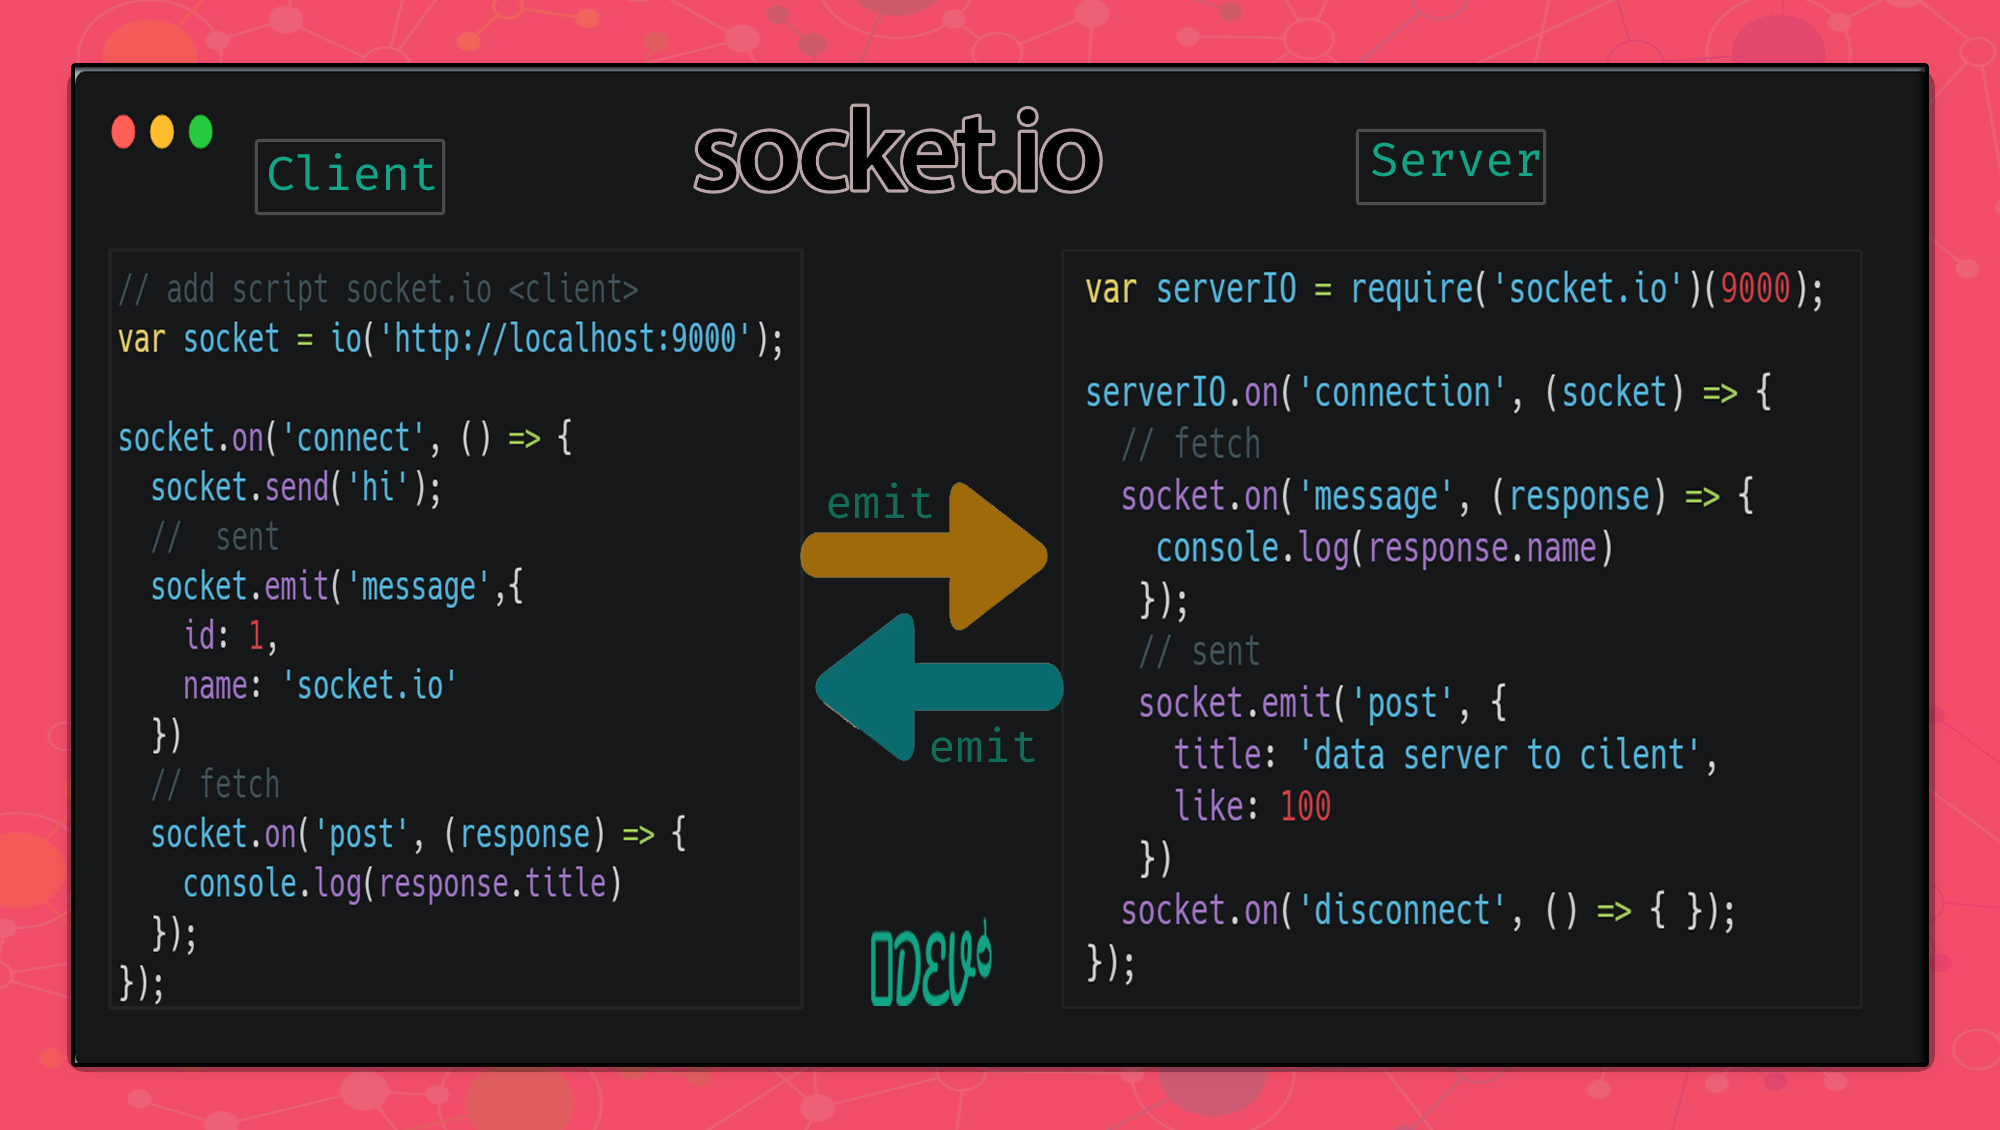 socket.io
Client
// add script socket.io <client>
var socket = io('http://localhost:9000');
socket.on('connect', () => {
socket.send('hi');
//  sent
socket.emit('message',{
id: 1,
name: 'socket.io'
})
// fetch
socket.on('post', (response) => {
console.log(response.title)
});
});
emit
emit
Server
var serverIO = require('socket.io')(9000);
serverIO.on('connection', (socket) => {
// fetch
socket.on('message', (response) => {
console.log(response.name)
});
// sent
socket.emit('post', {
title: 'data server to cilent',
like: 100
})
socket.on('disconnect', () => { });
});